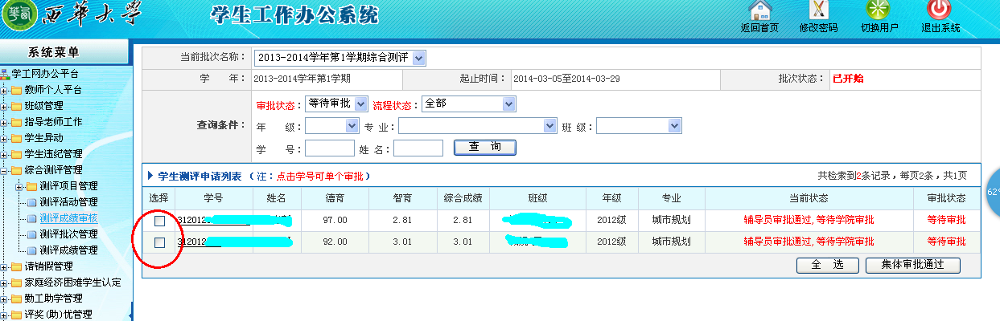 西华大学 学生工作办公系统 返回首页 修改密码 切换用户 退出系统
系统菜单
学工网办公平台
教师个人平台
班级管理
指导老师工作
学生异动
学生违纪管理
综合测评管理
测评项目管理
测评活动管理
测评成绩审核
测评批次管理
测评成绩管理
请销假管理
家庭经济困难学生认定
勤工助学管理
评奖(助)优管理
当前批次名称： 2013-2014学年第1学期综合测评
学 年： 2013-2014学年第1学期 起止时间： 2014-03-05至2014-03-29 批次状态： 已开始
查询条件： 审批状态： 等待审批 流程状态： 全部
年 级： 专 业： 班 级：
学 号： 姓 名： 查 询
学生测评申请列表 （注：点击学号可单个审批） 共检索到2条记录，每页2条，共1页
选择 学号 姓名 德育 智育 综合成绩 班级 年级 专业 当前状态 审批状态
312012 97.00 2.81 2.81 2012级 城市规划 辅导员审批通过,等待学院审批 等待审批
312012 92.00 3.01 3.01 2012级 城市规划 辅导员审批通过,等待学院审批 等待审批
全 选 集体审批通过
62